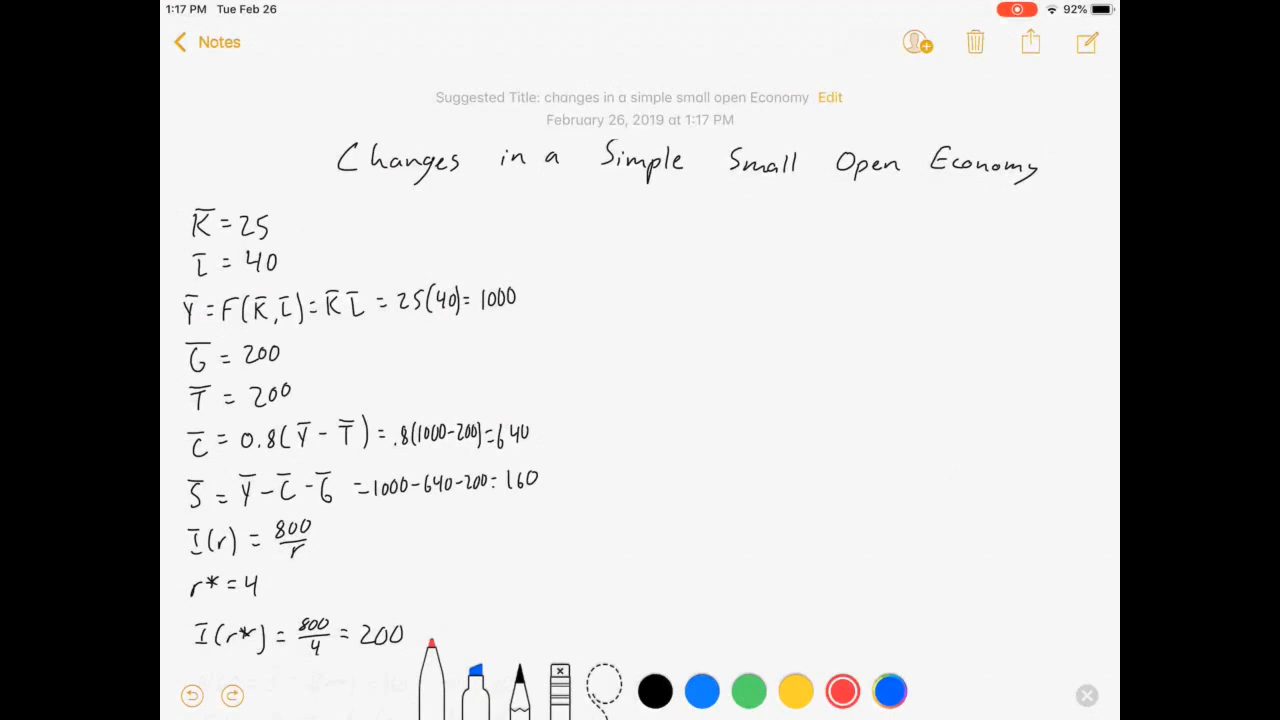 1:17 PM Tue Feb 26 92%
Notes
Suggested Title: changes in a simple small open Economy Edit
February 26, 2019 at 1:17 PM
Changes in a Simple Small Open Economy
K̅ = 25
L̅ = 40
Y̅ = F(K̅, L̅) = K̅ L̅ = 25(40) = 1000
G̅ = 200
T̅ = 200
C̅ = 0.8(Y̅ - T̅) = .8(1000-200) = 640
S̅ = Y̅ - C̅ - G̅ = 1000-640-200 = 160
I(r) = 800/r
r* = 4
I(r*) = 800/4 = 200